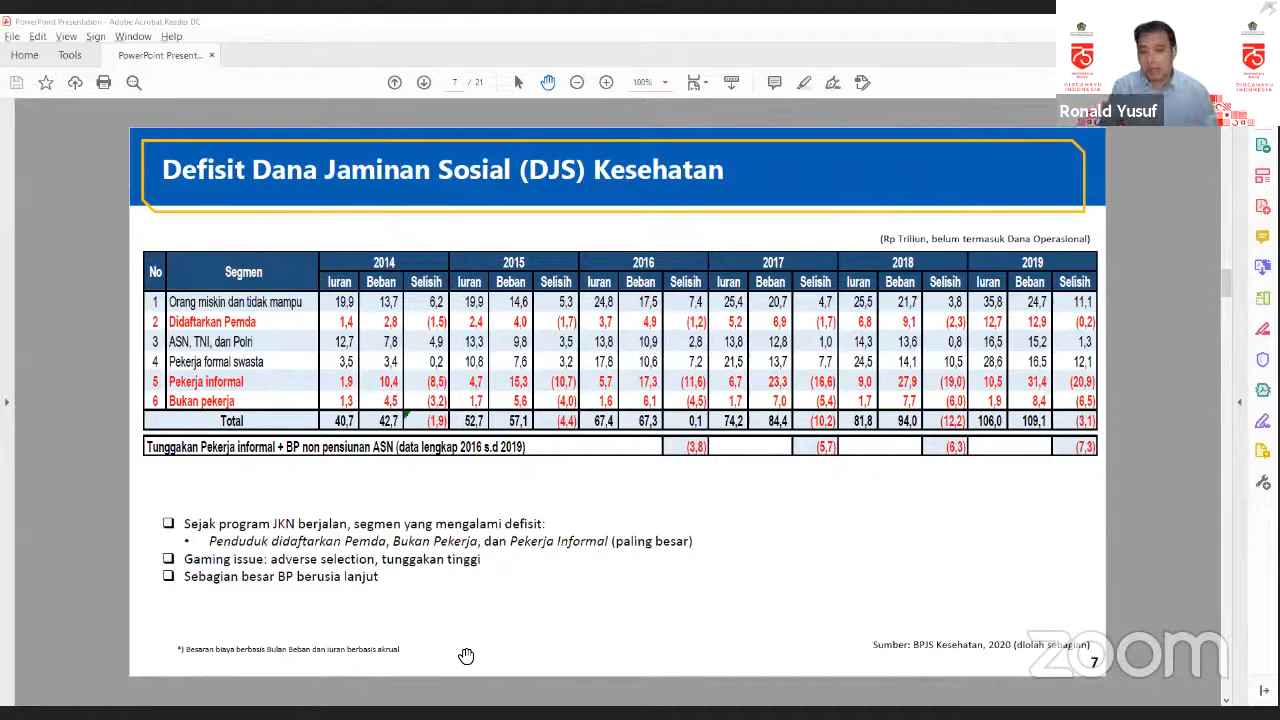 PowerPoint Presentation - Adobe Acrobat Reader DC
File Edit View Sign Window Help
Home Tools PowerPoint Present... ×
7 / 21 100%
Ronald Yusuf
Defisit Dana Jaminan Sosial (DJS) Kesehatan
(Rp Triliun, belum termasuk Dana Operasional)
No Segmen 2014 2015 2016 2017 2018 2019
Iuran Beban Selisih Iuran Beban Selisih Iuran Beban Selisih Iuran Beban Selisih Iuran Beban Selisih Iuran Beban Selisih
1 Orang miskin dan tidak mampu 19,9 13,7 6,2 19,9 14,6 5,3 24,8 17,5 7,4 25,4 20,7 4,7 25,5 21,7 3,8 35,8 24,7 11,1
2 Didaftarkan Pemda 1,4 2,8 (1,5) 2,4 4,0 (1,7) 3,7 4,9 (1,2) 5,2 6,9 (1,7) 6,8 9,1 (2,3) 12,7 12,9 (0,2)
3 ASN, TNI, dan Polri 12,7 7,8 4,9 13,3 9,8 3,5 13,8 10,9 2,8 13,8 12,8 1,0 14,3 13,6 0,8 16,5 15,2 1,3
4 Pekerja formal swasta 3,5 3,4 0,2 10,8 7,6 3,2 17,8 10,6 7,2 21,5 13,7 7,7 24,5 14,1 10,5 28,6 16,5 12,1
5 Pekerja informal 1,9 10,4 (8,5) 4,7 15,3 (10,7) 5,7 17,3 (11,6) 6,7 23,3 (16,6) 9,0 27,9 (19,0) 10,5 31,4 (20,9)
6 Bukan pekerja 1,3 4,5 (3,2) 1,7 5,6 (4,0) 1,6 6,1 (4,5) 1,7 7,0 (5,4) 1,7 7,7 (6,0) 1,9 8,4 (6,5)
Total 40,7 42,7 (1,9) 52,7 57,1 (4,4) 67,4 67,3 0,1 74,2 84,4 (10,2) 81,8 94,0 (12,2) 106,0 109,1 (3,1)
Tunggakan Pekerja informal + BP non pensiunan ASN (data lengkap 2016 s.d 2019) (3,8) (5,7) (6,3) (7,3)
❑ Sejak program JKN berjalan, segmen yang mengalami defisit:
• Penduduk didaftarkan Pemda, Bukan Pekerja, dan Pekerja Informal (paling besar)
❑ Gaming issue: adverse selection, tunggakan tinggi
❑ Sebagian besar BP berusia lanjut
*) Besaran biaya berbasis Bulan Beban dan iuran berbasis akrual
Sumber: BPJS Kesehatan, 2020 (diolah sebagian)
7
zoom